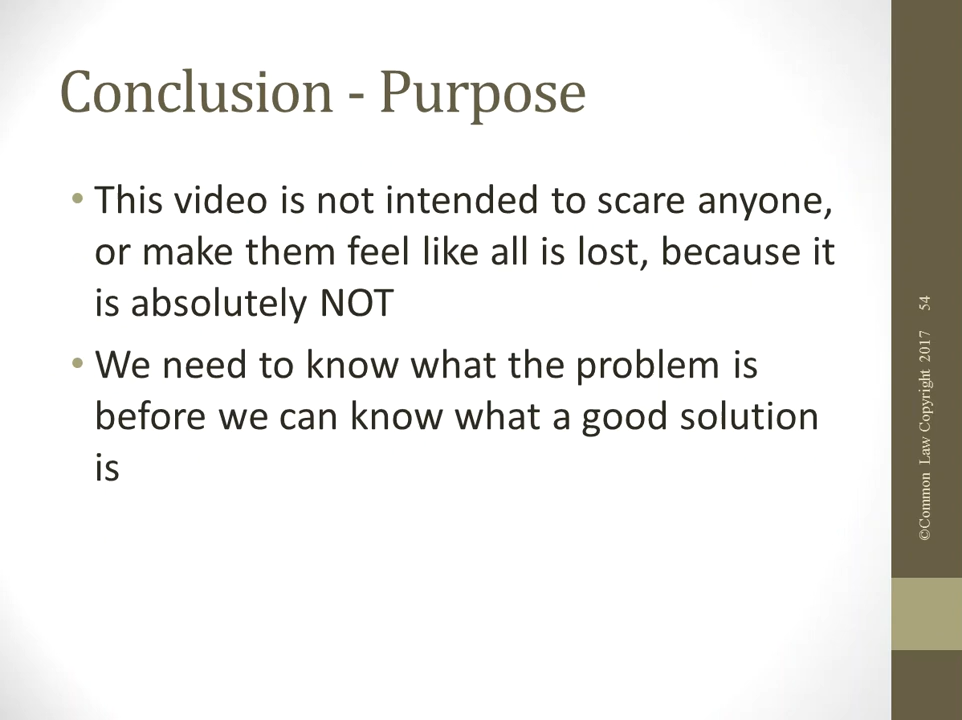 Conclusion - Purpose
• This video is not intended to scare anyone,
or make them feel like all is lost, because it
is absolutely NOT
• We need to know what the problem is
before we can know what a good solution
is
©Common Law Copyright 2017 54